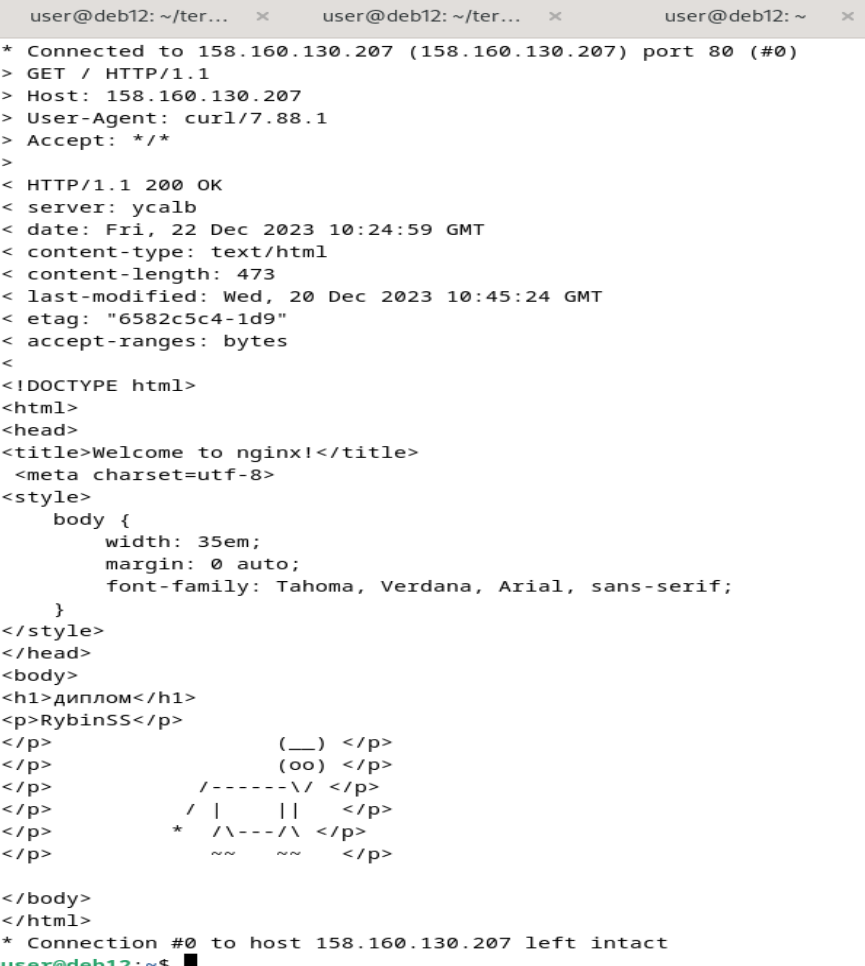 user@deb12: ~/ter... × user@deb12: ~/ter... × user@deb12: ~ ×
* Connected to 158.160.130.207 (158.160.130.207) port 80 (#0)
> GET / HTTP/1.1
> Host: 158.160.130.207
> User-Agent: curl/7.88.1
> Accept: */*
>
< HTTP/1.1 200 OK
< server: ycalb
< date: Fri, 22 Dec 2023 10:24:59 GMT
< content-type: text/html
< content-length: 473
< last-modified: Wed, 20 Dec 2023 10:45:24 GMT
< etag: "6582c5c4-1d9"
< accept-ranges: bytes
<
<!DOCTYPE html>
<html>
<head>
<title>Welcome to nginx!</title>
 <meta charset=utf-8>
<style>
    body {
        width: 35em;
        margin: 0 auto;
        font-family: Tahoma, Verdana, Arial, sans-serif;
    }
</style>
</head>
<body>
<h1>диплом</h1>
<p>RybinSS</p>
</p>                 (__) </p>
</p>                 (oo) </p>
</p>           /------\/ </p>
</p>          / |    ||   </p>
</p>         *  /\---/\ </p>
</p>            ~~   ~~   </p>

</body>
</html>
* Connection #0 to host 158.160.130.207 left intact
user@deb12:~$